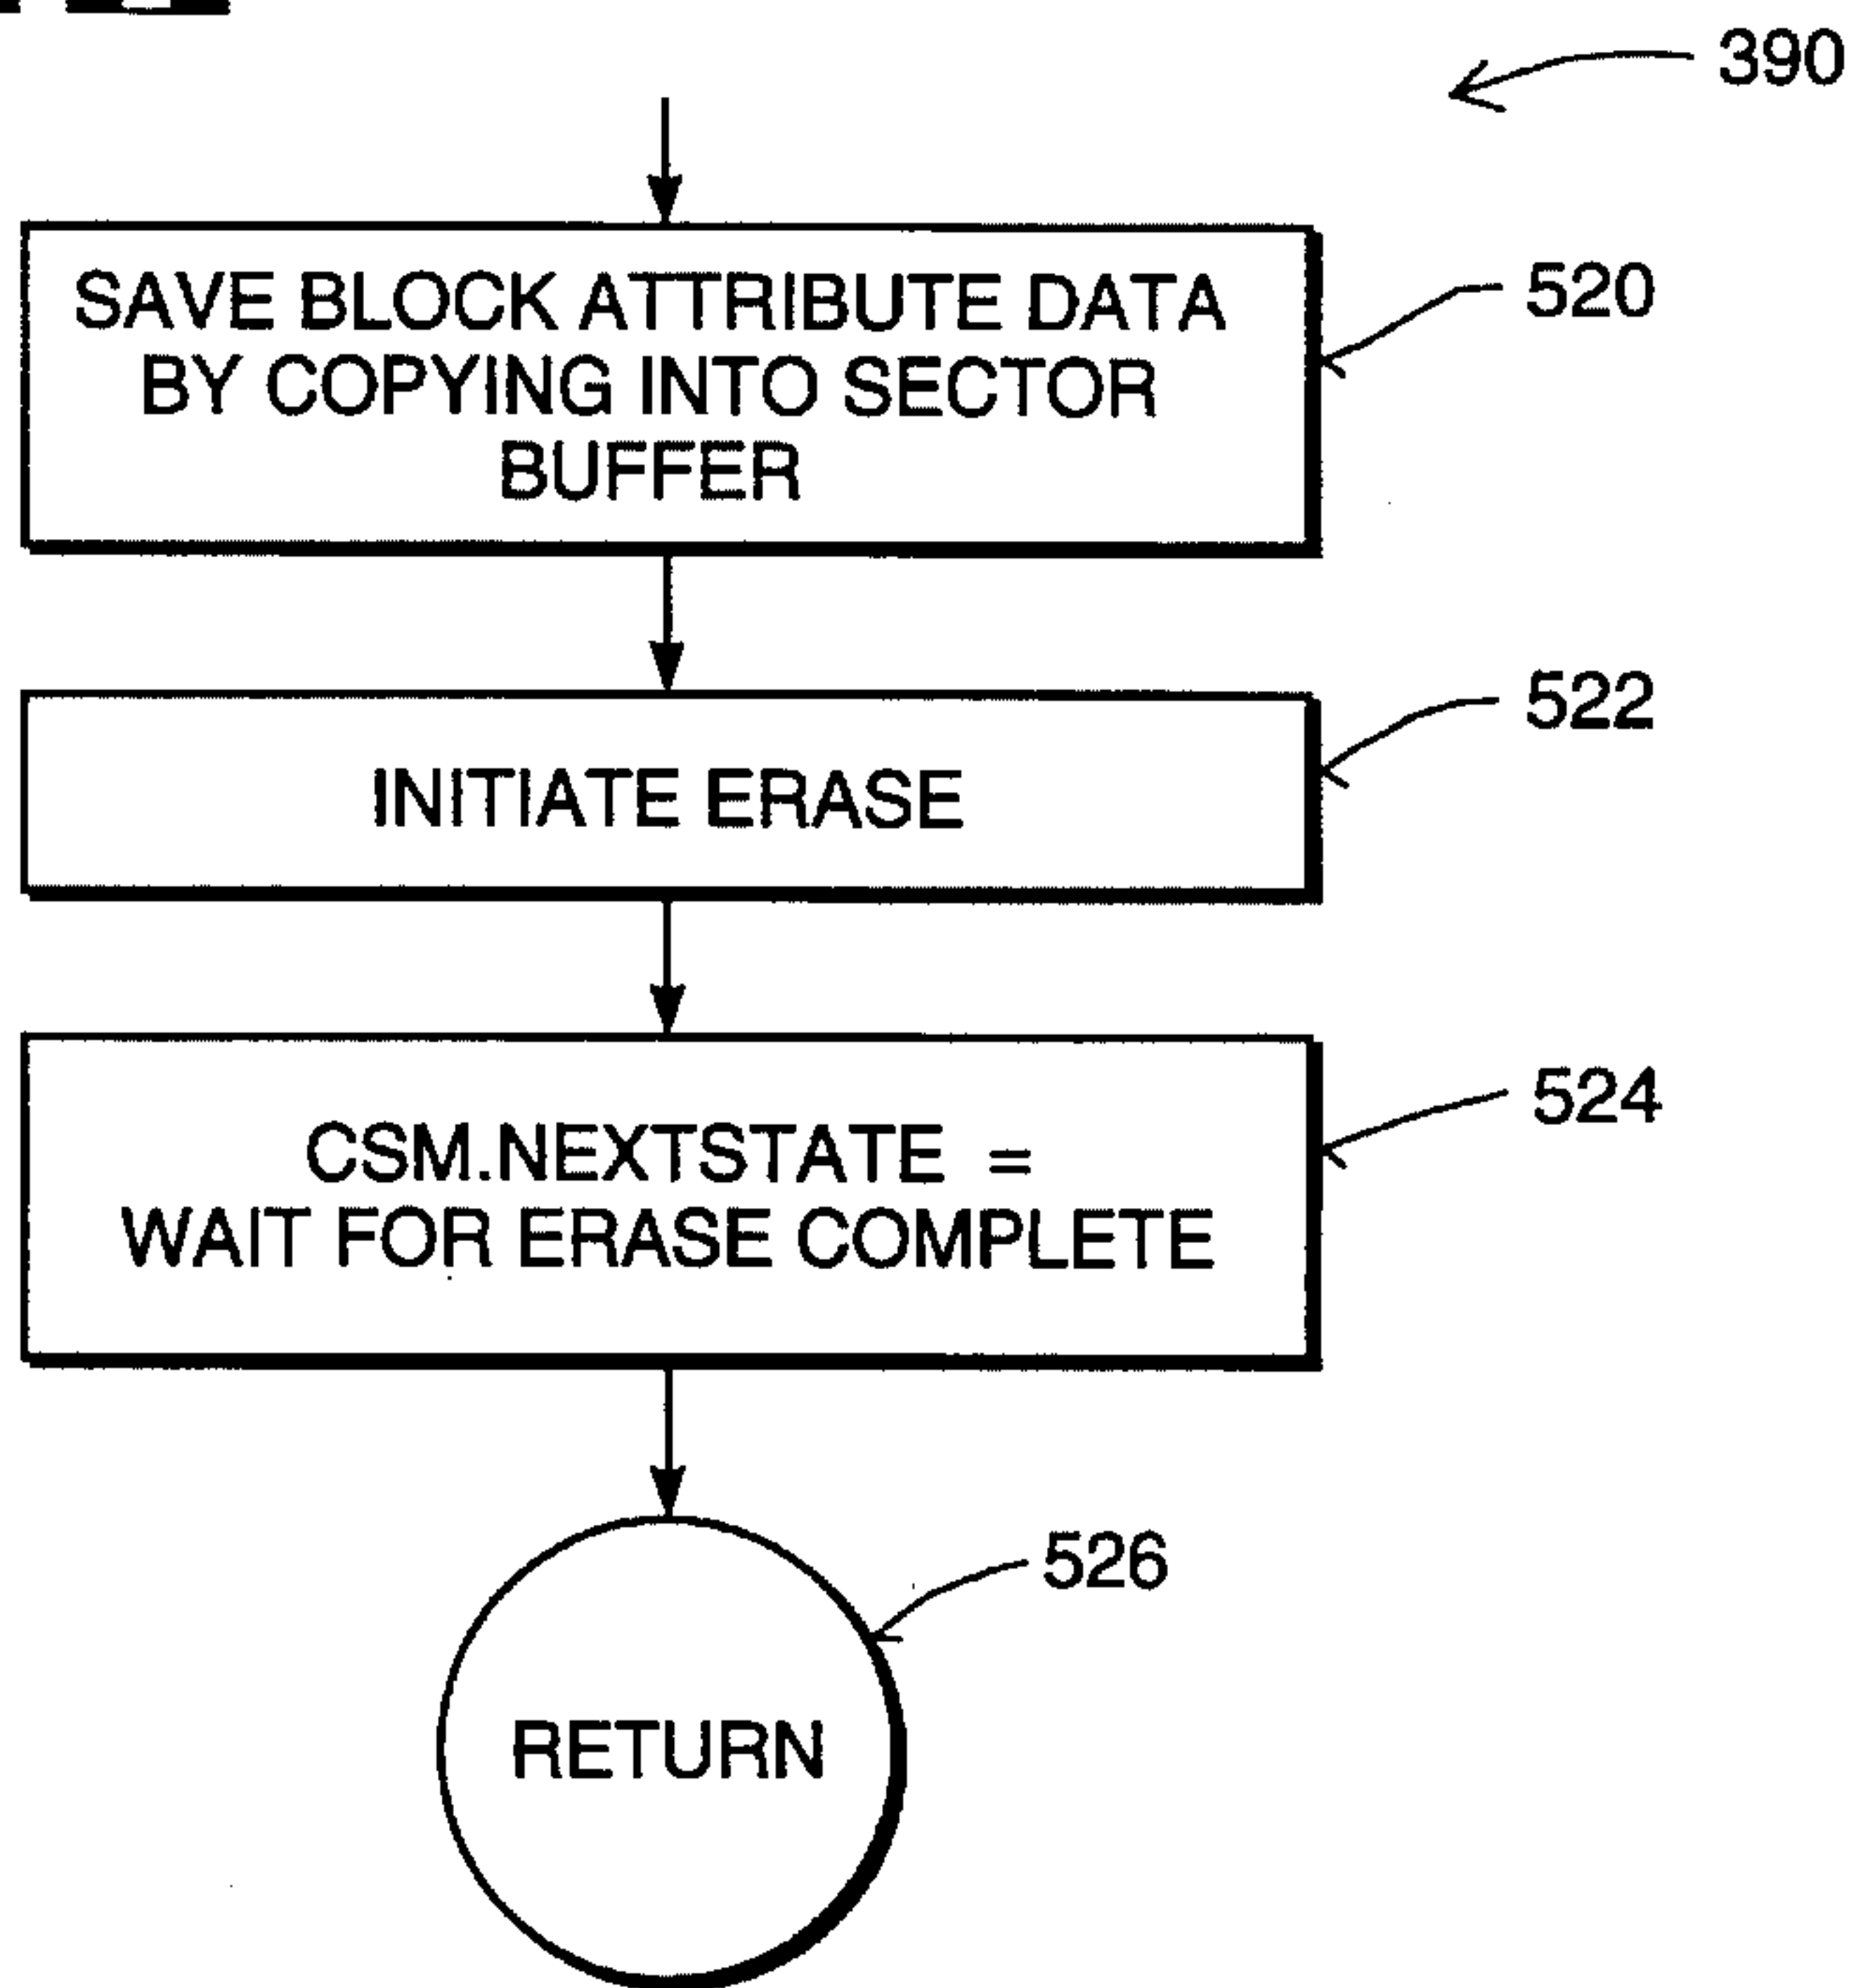 390
SAVE BLOCK ATTRIBUTE DATA
BY COPYING INTO SECTOR
BUFFER
520
INITIATE ERASE
522
CSM.NEXTSTATE =
WAIT FOR ERASE COMPLETE
524
RETURN
526